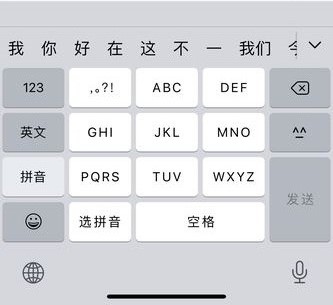 我 你 好 在 这 不 一 我们
123 ,。?! ABC DEF
英文 GHI JKL MNO ^^
拼音 PQRS TUV WXYZ 发送
选拼音 空格